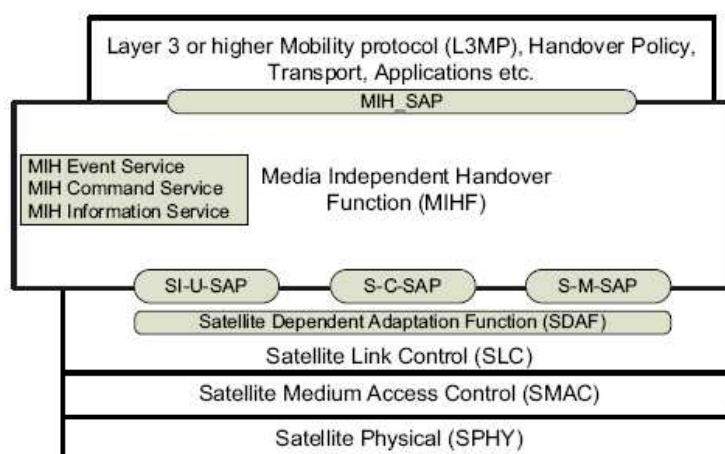 Layer 3 or higher Mobility protocol (L3MP), Handover Policy,
Transport, Applications etc.
MIH_SAP
MIH Event Service
MIH Command Service
MIH Information Service
Media Independent Handover
Function (MIHF)
SI-U-SAP
S-C-SAP
S-M-SAP
Satellite Dependent Adaptation Function (SDAF)
Satellite Link Control (SLC)
Satellite Medium Access Control (SMAC)
Satellite Physical (SPHY)